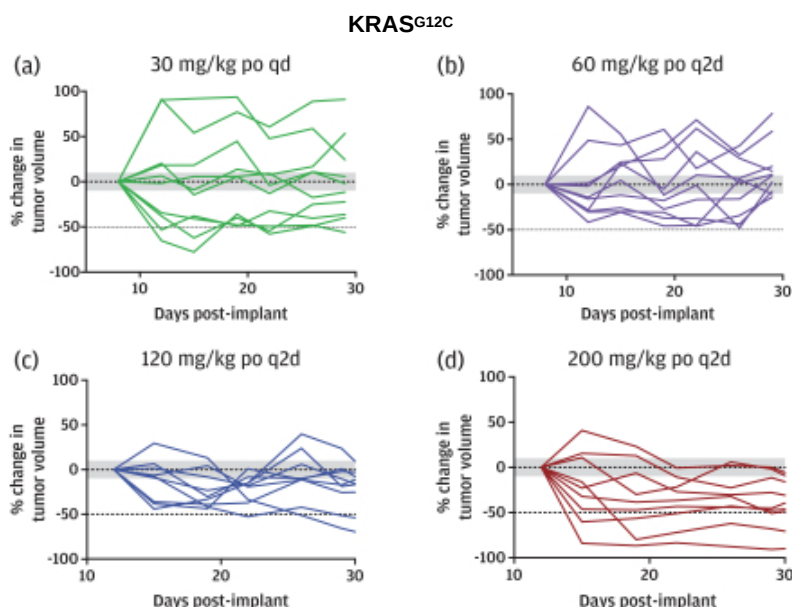 KRASG12C
(a) 30 mg/kg po qd
100
50
0
-50
-100
% change in
tumor volume
10 20 30
Days post-implant
(b) 60 mg/kg po q2d
100
50
0
-50
-100
% change in
tumor volume
10 20 30
Days post-implant
(c) 120 mg/kg po q2d
100
50
0
-50
-100
% change in
tumor volume
10 20 30
Days post-implant
(d) 200 mg/kg po q2d
100
50
0
-50
-100
% change in
tumor volume
10 20 30
Days post-implant